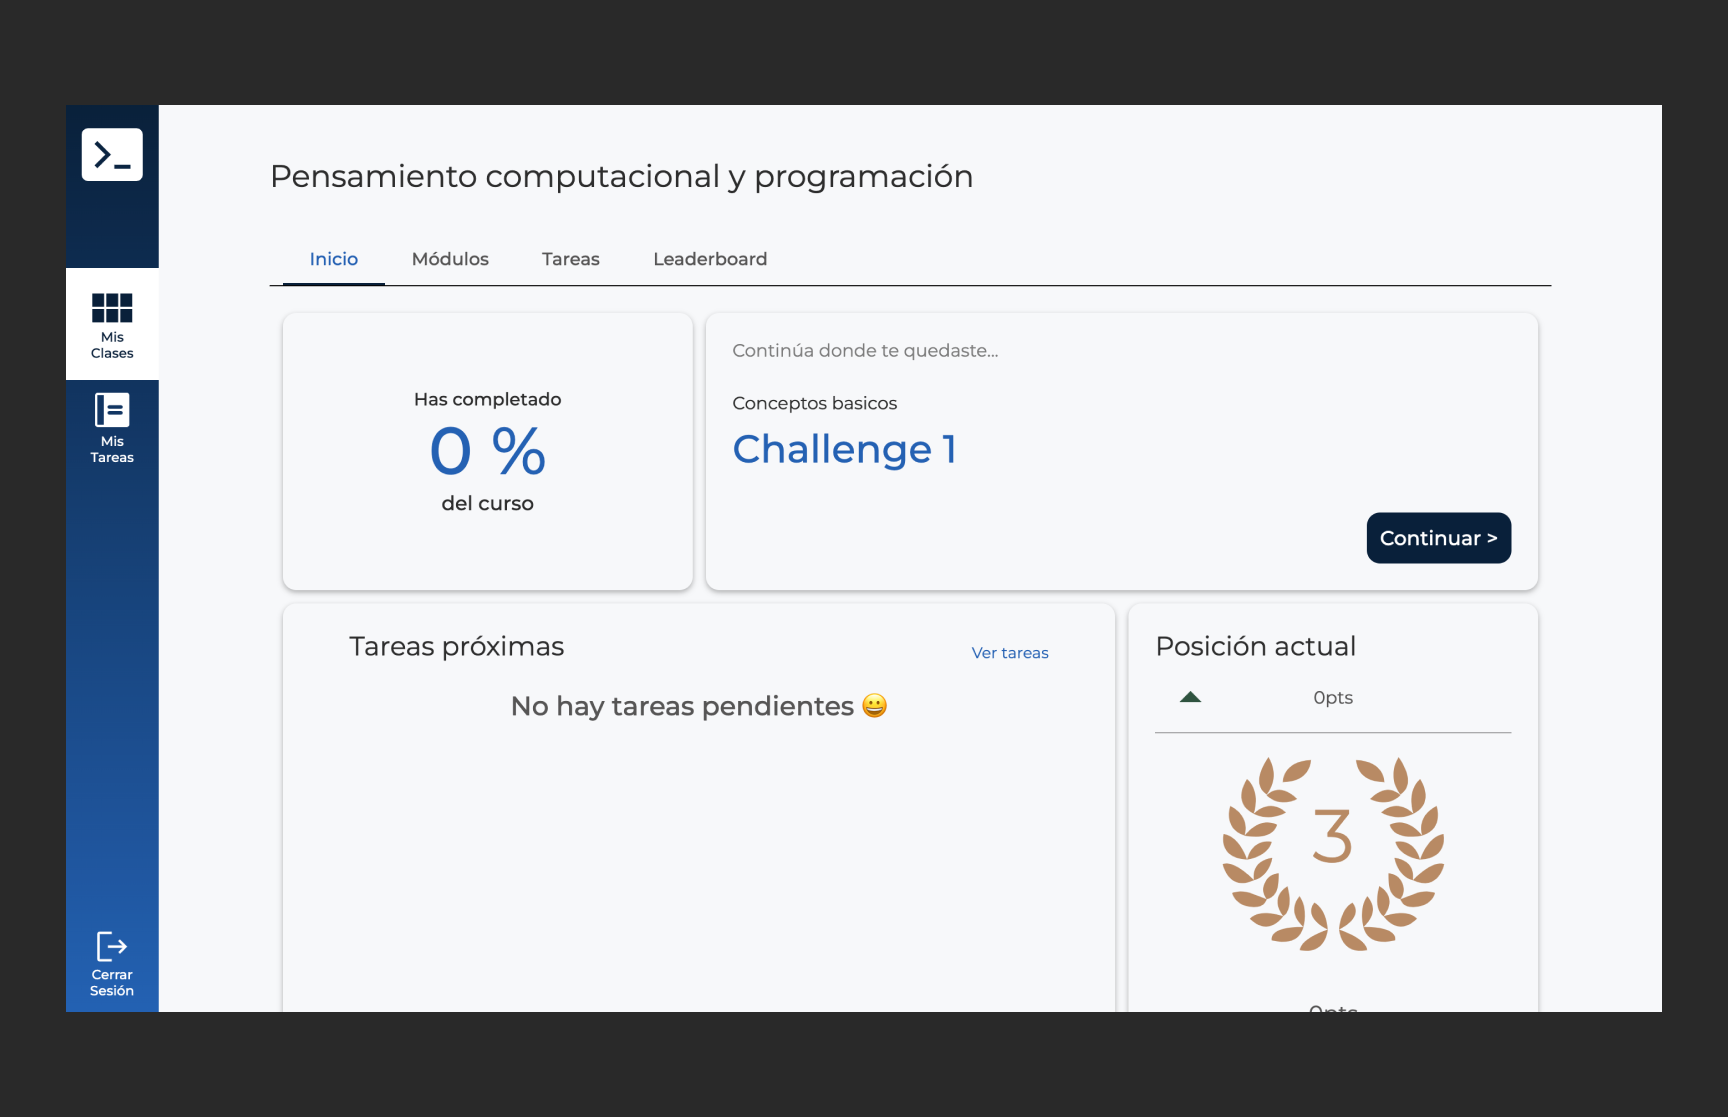 Mis
Clases
Mis
Tareas
Cerrar
Sesión
Pensamiento computacional y programación
Inicio Módulos Tareas Leaderboard
Has completado
0 %
del curso
Continúa donde te quedaste...
Conceptos basicos
Challenge 1
Continuar >
Tareas próximas
Ver tareas
No hay tareas pendientes 😀
Posición actual
0pts
3
0pts